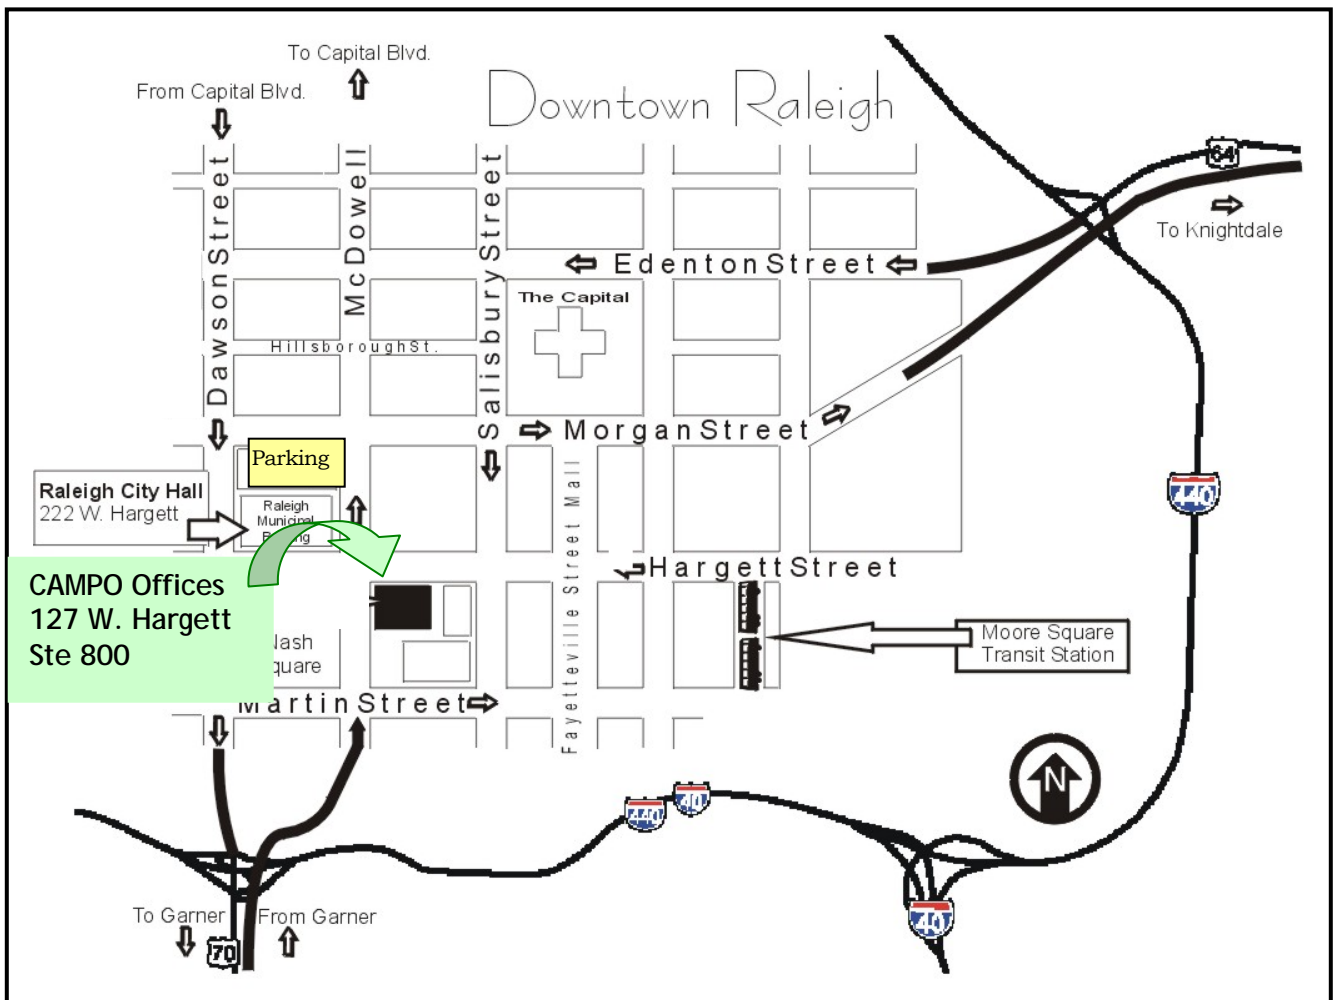 To Capital Blvd.
From Capital Blvd.
Downtown Raleigh
64
To Knightdale
Dawson Street
McDowell
Salisbury Street
Edenton Street
The Capital
Hillsborough St.
Morgan Street
Parking
Raleigh City Hall
222 W. Hargett
Raleigh
Municipal
440
Fayetteville Street Mall
Hargett Street
CAMPO Offices
127 W. Hargett
Ste 800
Moore Square
Transit Station
Martin Street
N
440
40
40
To Garner
From Garner
70